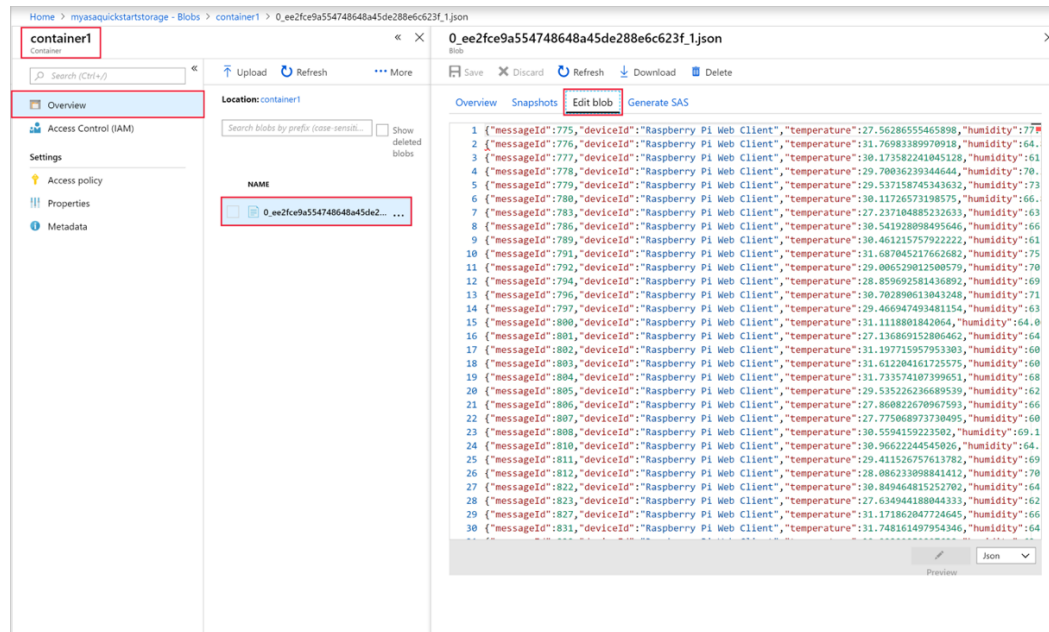 Home > myasaquickstartstorage - Blobs > container1 > 0_ee2fce9a554748648a45de288e6c623f_1.json
container1
Container
Search (Ctrl+/)
Overview
Access Control (IAM)
Settings
Access policy
Properties
Metadata
Upload Refresh ... More
Location: container1
Search blobs by prefix (case-sensiti...
Show
deleted
blobs
NAME
0_ee2fce9a554748648a45de2... ...
0_ee2fce9a554748648a45de288e6c623f_1.json
Blob
Save Discard Refresh Download Delete
Overview Snapshots Edit blob Generate SAS
1 {"messageId":775,"deviceId":"Raspberry Pi Web Client","temperature":27.56286555465898,"humidity":77
2 {"messageId":776,"deviceId":"Raspberry Pi Web Client","temperature":31.76983389970918,"humidity":64.
3 {"messageId":777,"deviceId":"Raspberry Pi Web Client","temperature":30.173582241045128,"humidity":61
4 {"messageId":778,"deviceId":"Raspberry Pi Web Client","temperature":29.70036239344644,"humidity":70.
5 {"messageId":779,"deviceId":"Raspberry Pi Web Client","temperature":29.537158745343632,"humidity":73
6 {"messageId":780,"deviceId":"Raspberry Pi Web Client","temperature":30.11726573198575,"humidity":66.
7 {"messageId":783,"deviceId":"Raspberry Pi Web Client","temperature":27.237104885232633,"humidity":63
8 {"messageId":786,"deviceId":"Raspberry Pi Web Client","temperature":30.541928098495646,"humidity":66
9 {"messageId":789,"deviceId":"Raspberry Pi Web Client","temperature":30.461215757922222,"humidity":61
10 {"messageId":791,"deviceId":"Raspberry Pi Web Client","temperature":31.687045217662682,"humidity":75
11 {"messageId":792,"deviceId":"Raspberry Pi Web Client","temperature":29.006529012500579,"humidity":70
12 {"messageId":794,"deviceId":"Raspberry Pi Web Client","temperature":28.859692581436892,"humidity":69
13 {"messageId":796,"deviceId":"Raspberry Pi Web Client","temperature":30.702890613043248,"humidity":71
14 {"messageId":797,"deviceId":"Raspberry Pi Web Client","temperature":29.466947493481154,"humidity":63
15 {"messageId":800,"deviceId":"Raspberry Pi Web Client","temperature":31.1118801842064,"humidity":64.0
16 {"messageId":801,"deviceId":"Raspberry Pi Web Client","temperature":27.136869152806462,"humidity":64
17 {"messageId":802,"deviceId":"Raspberry Pi Web Client","temperature":31.197715957953303,"humidity":60
18 {"messageId":803,"deviceId":"Raspberry Pi Web Client","temperature":31.612204161725575,"humidity":60
19 {"messageId":804,"deviceId":"Raspberry Pi Web Client","temperature":31.733574107399651,"humidity":68
20 {"messageId":805,"deviceId":"Raspberry Pi Web Client","temperature":29.535226236689539,"humidity":62
21 {"messageId":806,"deviceId":"Raspberry Pi Web Client","temperature":27.860822670967593,"humidity":66
22 {"messageId":807,"deviceId":"Raspberry Pi Web Client","temperature":27.775068973730495,"humidity":60
23 {"messageId":808,"deviceId":"Raspberry Pi Web Client","temperature":30.5594159223502,"humidity":69.1
24 {"messageId":810,"deviceId":"Raspberry Pi Web Client","temperature":30.96622244545026,"humidity":64.
25 {"messageId":811,"deviceId":"Raspberry Pi Web Client","temperature":29.411526757613782,"humidity":69
26 {"messageId":812,"deviceId":"Raspberry Pi Web Client","temperature":28.086233098841412,"humidity":70
27 {"messageId":822,"deviceId":"Raspberry Pi Web Client","temperature":30.849464815252702,"humidity":64
28 {"messageId":823,"deviceId":"Raspberry Pi Web Client","temperature":27.634944188044333,"humidity":62
29 {"messageId":827,"deviceId":"Raspberry Pi Web Client","temperature":31.171862047724645,"humidity":66
30 {"messageId":831,"deviceId":"Raspberry Pi Web Client","temperature":31.748161497954346,"humidity":64
Preview
Json